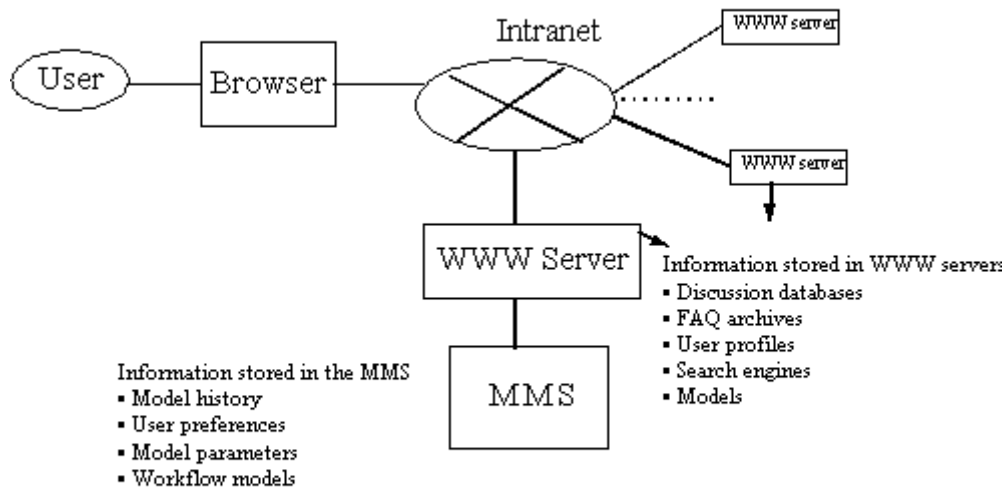 Intranet
WWW server
User
Browser
WWW server
WWW Server
Information stored in WWW servers
▪ Discussion databases
▪ FAQ archives
▪ User profiles
▪ Search engines
▪ Models
MMS
Information stored in the MMS
▪ Model history
▪ User preferences
▪ Model parameters
▪ Workflow models